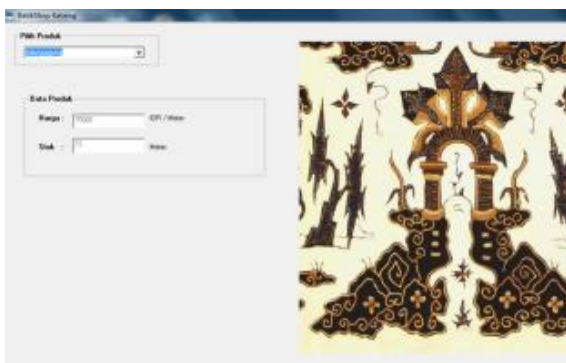 BatikShop Katalog
Pilih Produk
Data Produk
Harga :
IDR / Meter
Stok :
Meter